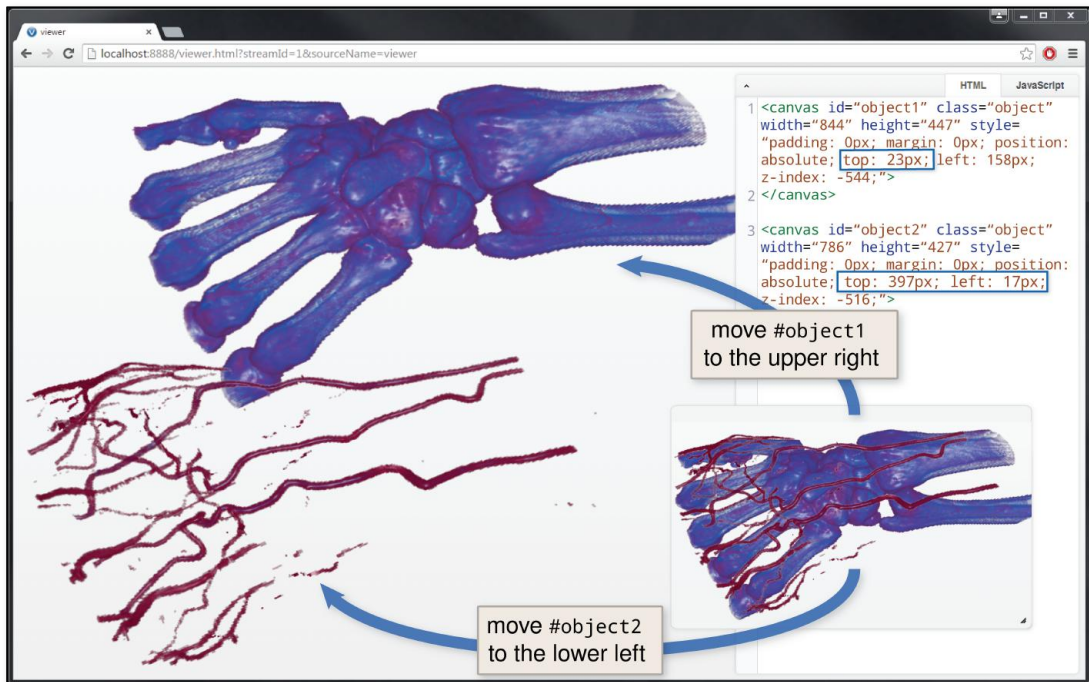 viewer
localhost:8888/viewer.html?streamId=1&sourceName=viewer
HTML JavaScript
1 <canvas id=“object1” class=“object”
width=“844” height=“447” style=
“padding: 0px; margin: 0px; position:
absolute; top: 23px; left: 158px;
z-index: -544;”>
2 </canvas>
3 <canvas id=“object2” class=“object”
width=“786” height=“427” style=
“padding: 0px; margin: 0px; position:
absolute; top: 397px; left: 17px;
z-index: -516;”>
move #object1
to the upper right
move #object2
to the lower left